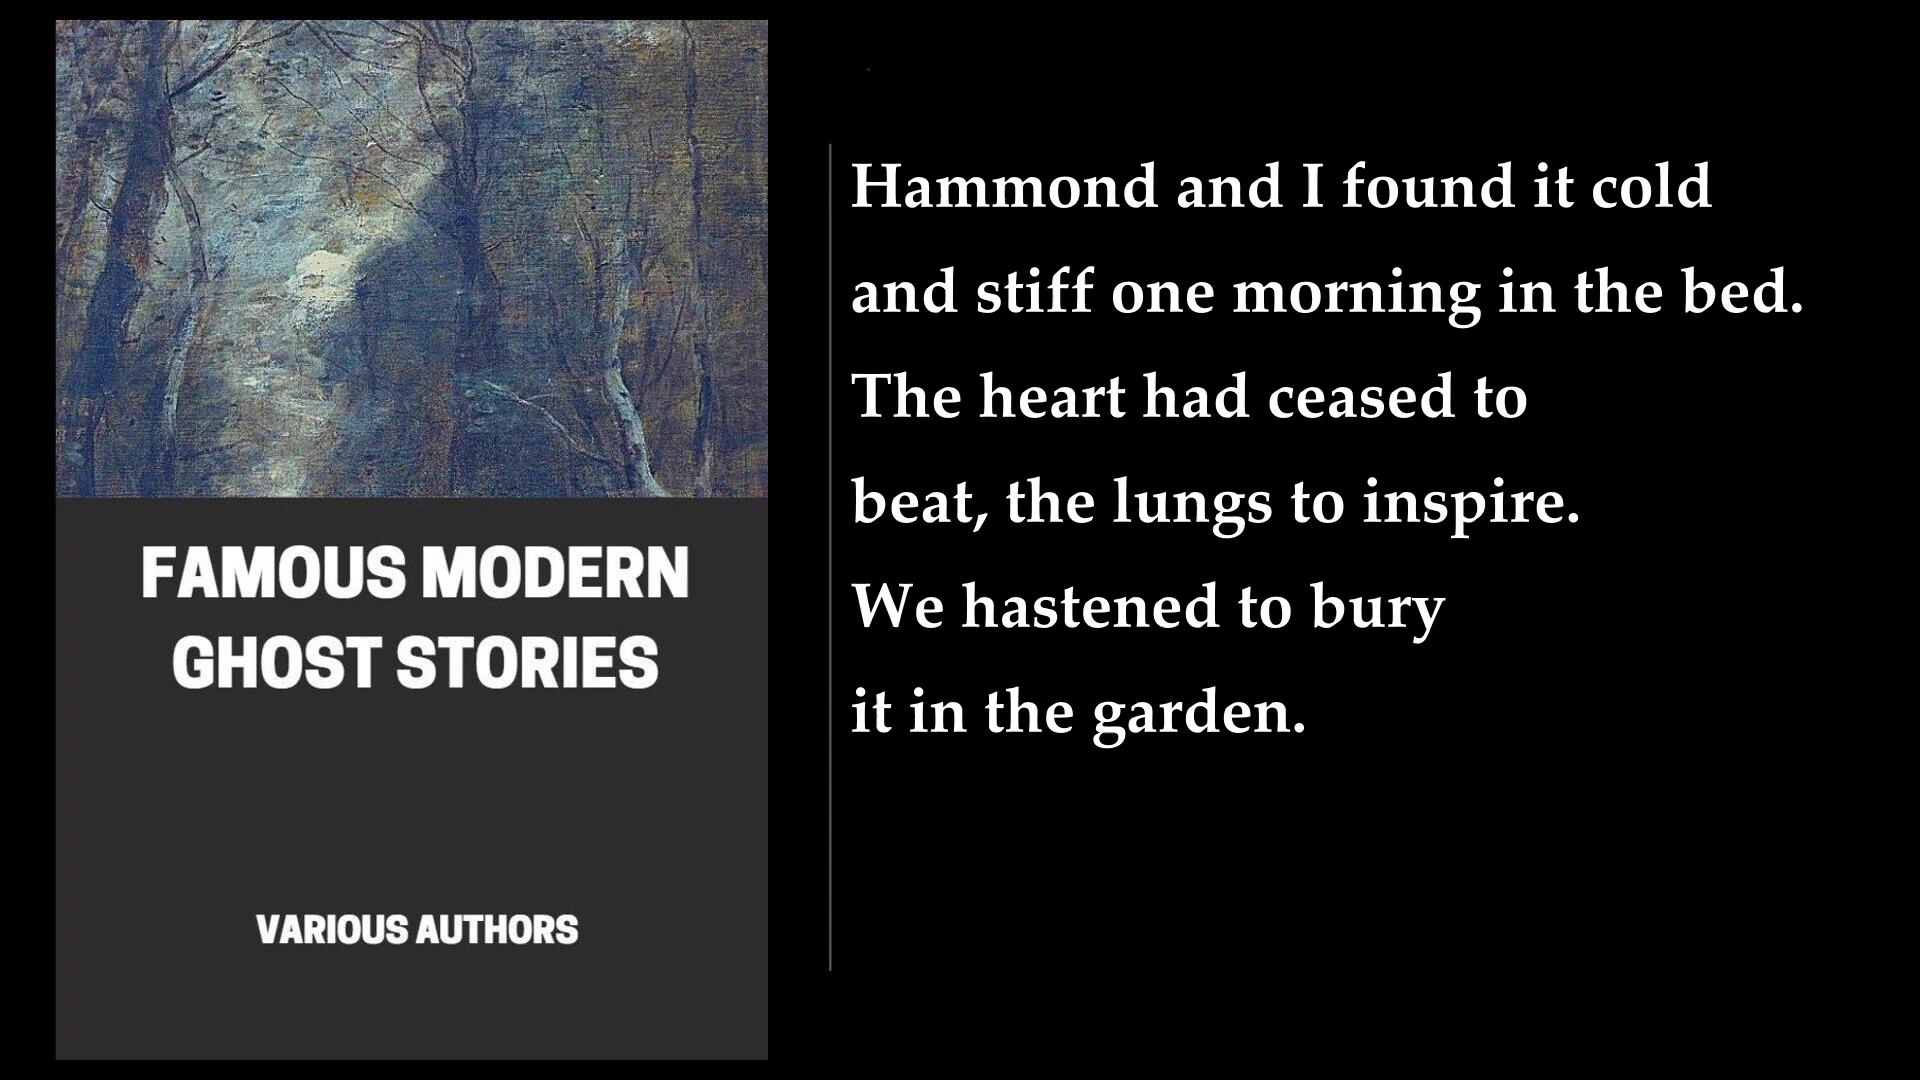 FAMOUS MODERN
GHOST STORIES
VARIOUS AUTHORS
Hammond and I found it cold
and stiff one morning in the bed.
The heart had ceased to
beat, the lungs to inspire.
We hastened to bury
it in the garden.